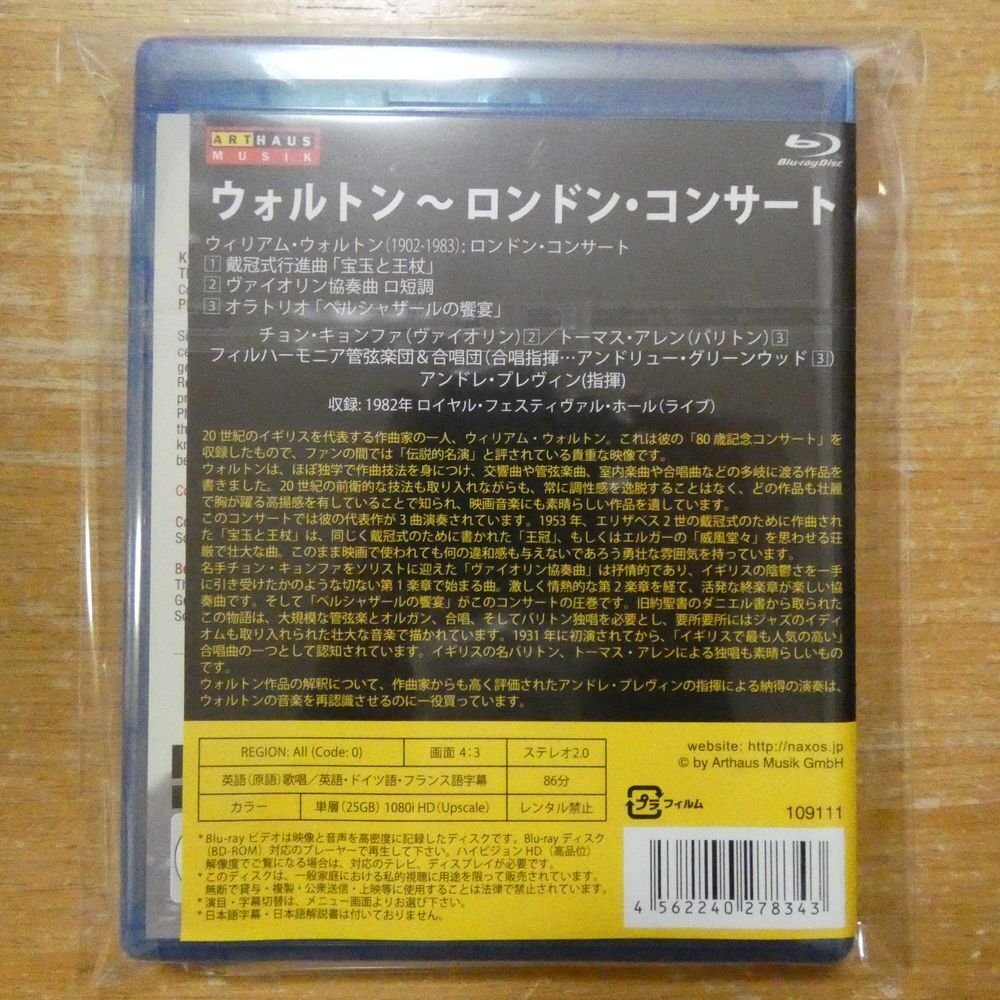 ARTHAUS
MUSIK
Blu-ray Disc
ウォルトン～ロンドン・コンサート
ウィリアム・ウォルトン(1902-1983): ロンドン・コンサート
1 戴冠式行進曲「宝玉と王杖」
2 ヴァイオリン協奏曲 ロ短調
3 オラトリオ「ベルシャザールの饗宴」
チョン・キョンファ(ヴァイオリン)2／トーマス・アレン(バリトン)3
フィルハーモニア管弦楽団＆合唱団(合唱指揮…アンドリュー・グリーンウッド 3)
アンドレ・プレヴィン(指揮)
収録: 1982年 ロイヤル・フェスティヴァル・ホール(ライブ)
20世紀のイギリスを代表する作曲家の一人、ウィリアム・ウォルトン。これは彼の「80歳記念コンサート」を
収録したもので、ファンの間では「伝説的名演」と評されている貴重な映像です。
ウォルトンは、ほぼ独学で作曲技法を身につけ、交響曲や管弦楽曲、室内楽曲や合唱曲などの多岐に渡る作品を
書きました。20世紀の前衛的な技法も取り入れながらも、常に調性感を逸脱することはなく、どの作品も壮麗
で胸が躍る高揚感を有していることで知られ、映画音楽にも素晴らしい作品を遺しています。
このコンサートでは彼の代表作が3曲演奏されています。1953年、エリザベス2世の戴冠式のために作曲され
た「宝玉と王杖」は、同じく戴冠式のために書かれた「王冠」、もしくはエルガーの「威風堂々」を思わせる荘
厳で壮大な曲。このまま映画で使われても何の違和感も与えないであろう勇壮な雰囲気を持っています。
名手チョン・キョンファをソリストに迎えた「ヴァイオリン協奏曲」は抒情的であり、イギリスの陰鬱さを一手
に引き受けたかのような切ない第1楽章で始まる曲。激しく情熱的な第2楽章を経て、活発な終楽章が楽しい協
奏曲です。そして「ベルシャザールの饗宴」がこのコンサートの圧巻です。旧約聖書のダニエル書から取られた
この物語は、大規模な管弦楽とオルガン、合唱、そしてバリトン独唱を必要とし、要所要所にはジャズのイディ
オムも取り入れられた壮大な音楽で描かれています。1931年に初演されてから、「イギリスで最も人気の高い」
合唱曲の一つとして認知されています。イギリスの名バリトン、トーマス・アレンによる独唱も素晴らしいもの
です。
ウォルトン作品の解釈について、作曲家からも高く評価されたアンドレ・プレヴィンの指揮による納得の演奏は、
ウォルトンの音楽を再認識させるのに一役買っています。
REGION: All (Code: 0) 画面 4:3 ステレオ2.0
英語(原語)歌唱／英語・ドイツ語・フランス語字幕 86分
カラー 単層(25GB) 1080i HD(Upscale) レンタル禁止
website: http://naxos.jp
© by Arthaus Musik GmbH
プラ フィルム
109111
*Blu-ray ビデオは映像と音声を高密度に記録したディスクです。Blu-ray ディスク
(BD-ROM) 対応のプレーヤーで再生して下さい。ハイビジョンHD (高品位)
解像度でご覧になる場合は、対応のテレビ、ディスプレイが必要です。
*このディスクは、一般家庭における私的視聴に用途を限って販売されています。
無断で貸与・複製・公衆送信・上映等に使用することは法律で禁止されています。
*演目・字幕切替は、メニュー画面よりお選び下さい。
*日本語字幕・日本語解説書は付いておりません。
4 562240 278343